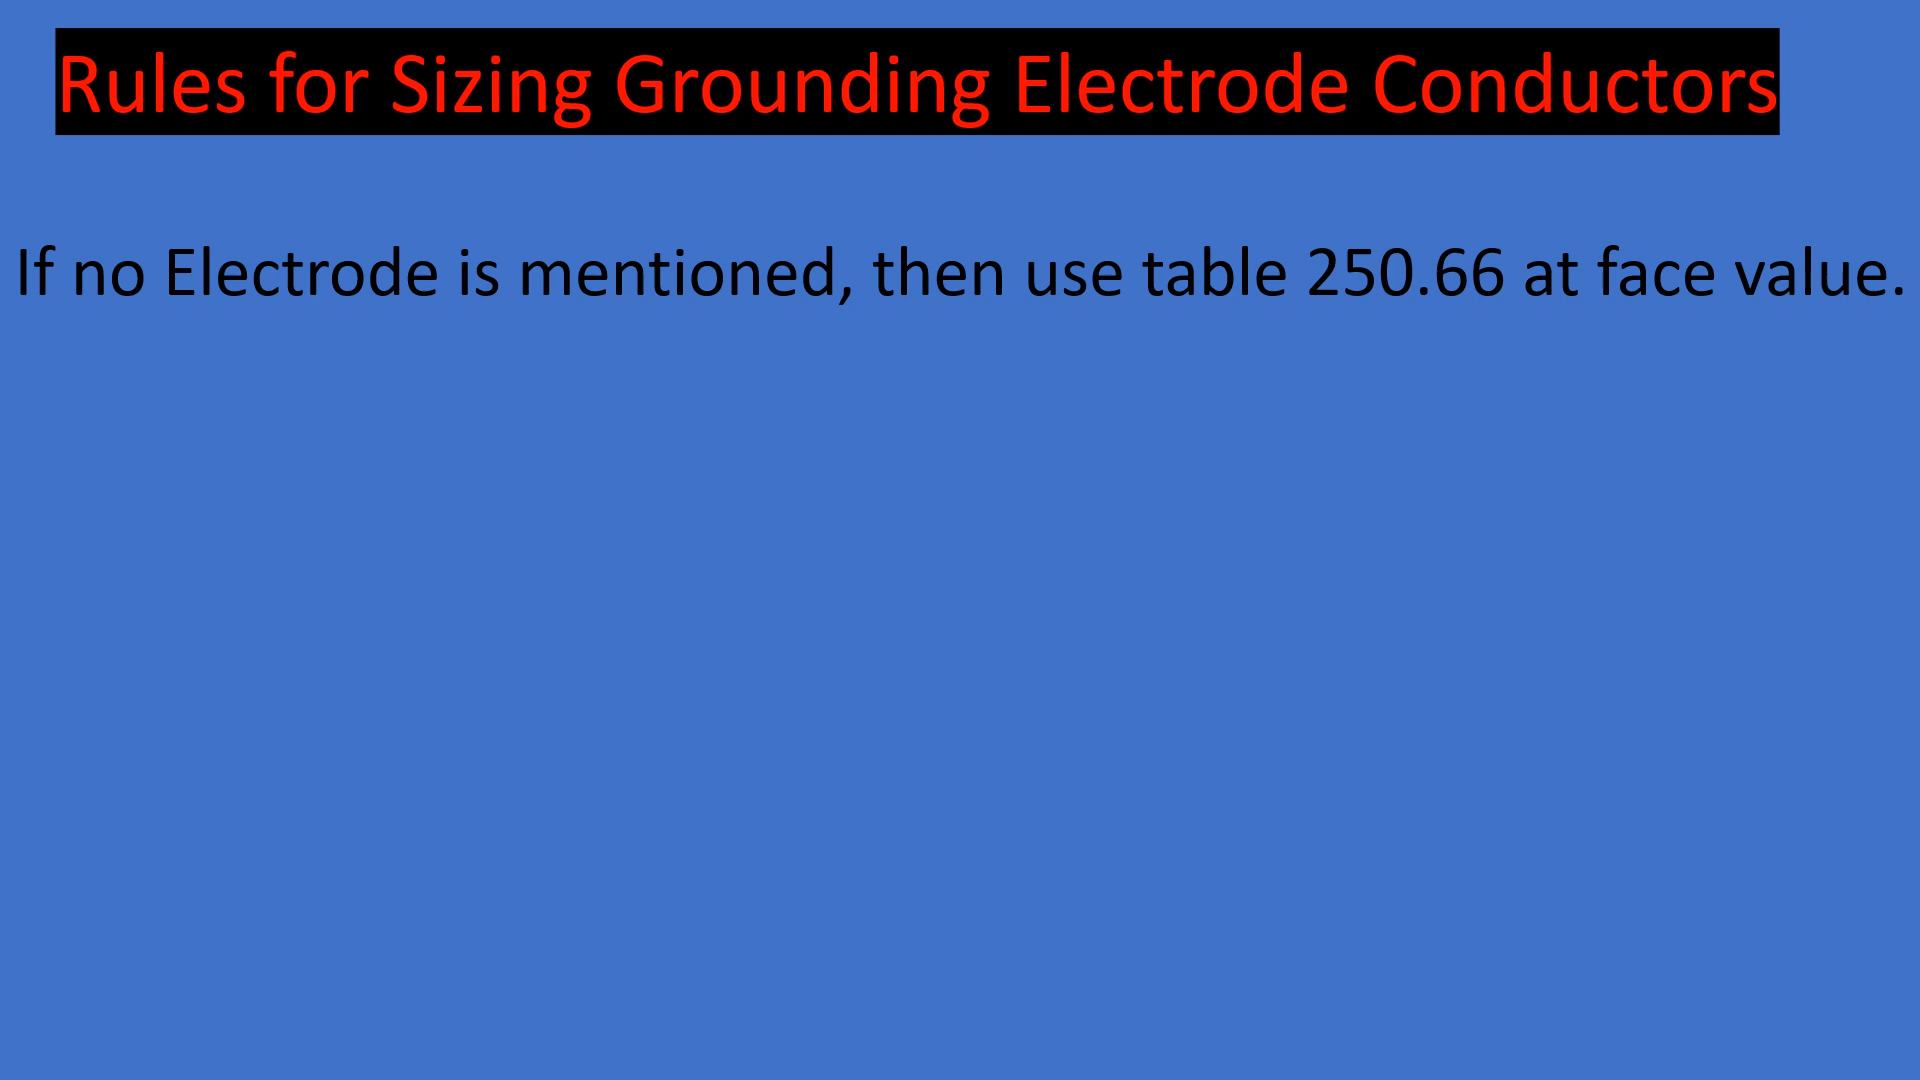 Rules for Sizing Grounding Electrode Conductors
If no Electrode is mentioned, then use table 250.66 at face value.